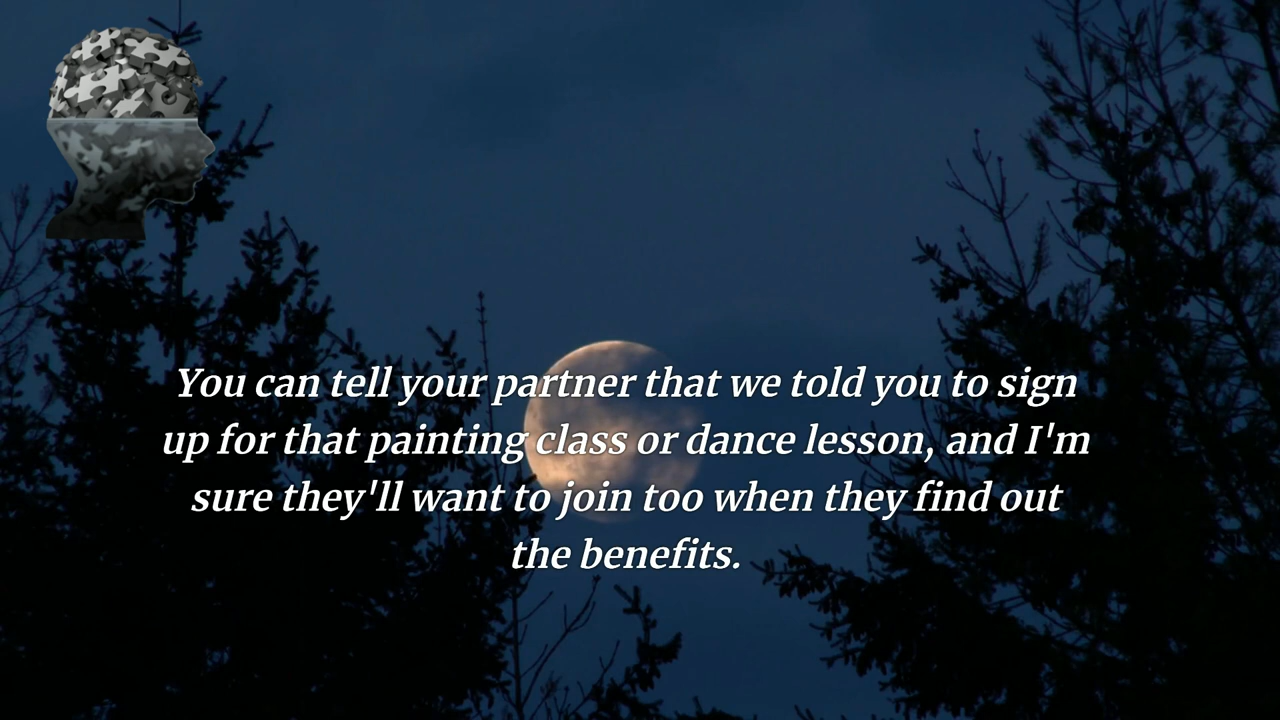 You can tell your partner that we told you to sign
up for that painting class or dance lesson, and I'm
sure they'll want to join too when they find out
the benefits.